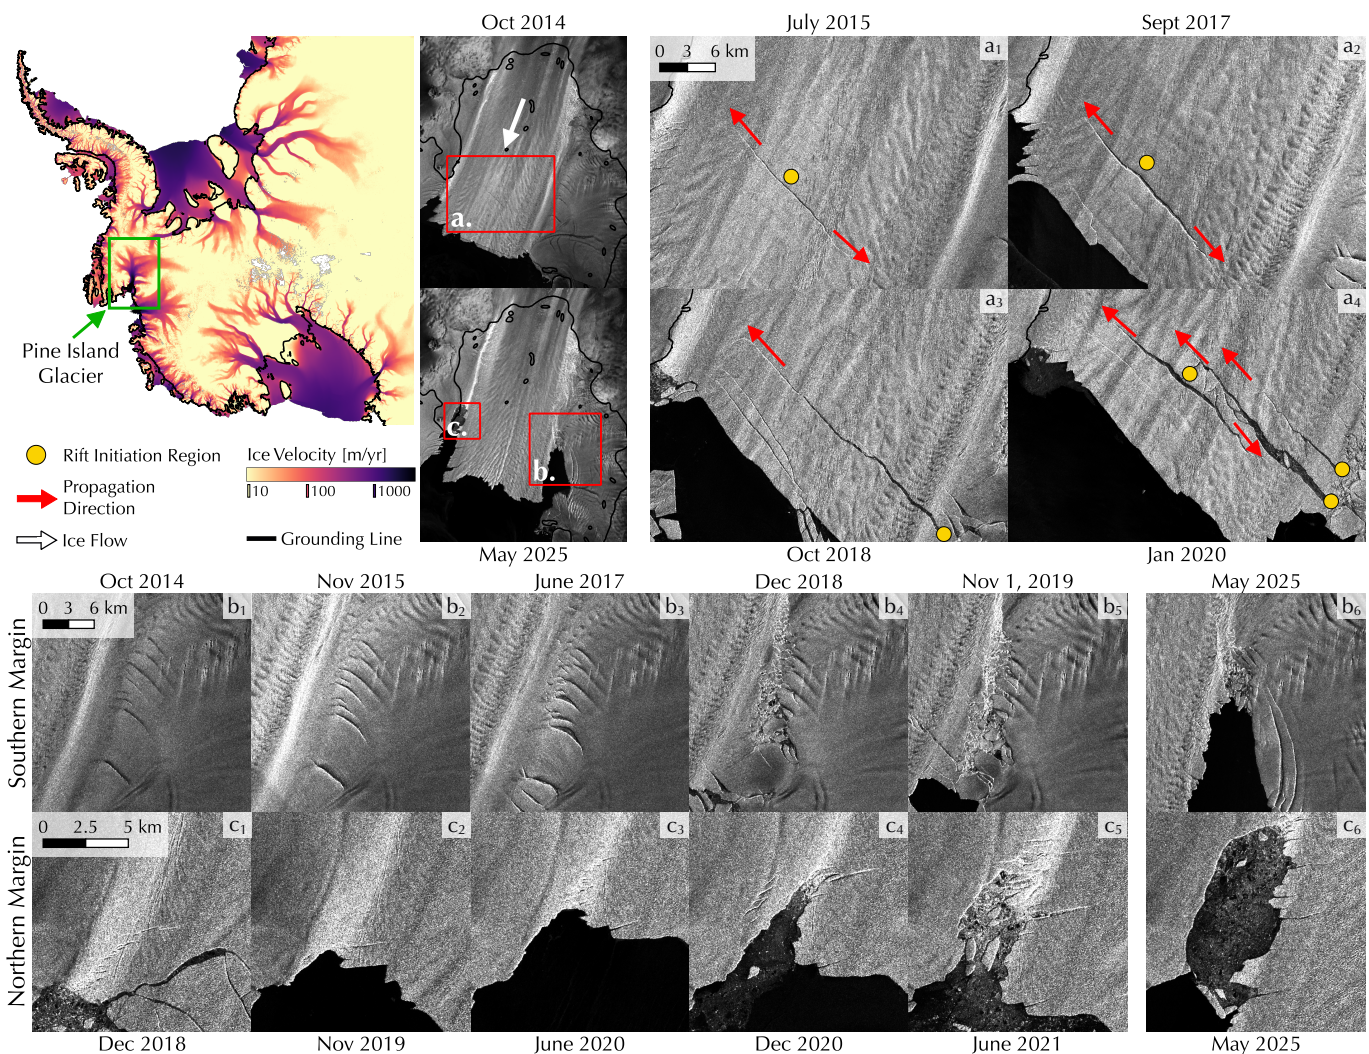 Oct 2014
July 2015
Sept 2017
0 3 6 km
a1
a2
a.
Pine Island
Glacier
a3
a4
c.
b.
Rift Initiation Region
Propagation
Direction
Ice Flow
Ice Velocity [m/yr]
10 100 1000
Grounding Line
May 2025
Oct 2018
Jan 2020
Oct 2014
Nov 2015
June 2017
Dec 2018
Nov 1, 2019
May 2025
Southern Margin
0 3 6 km
b1
b2
b3
b4
b5
b6
Northern Margin
0 2.5 5 km
c1
c2
c3
c4
c5
c6
Dec 2018
Nov 2019
June 2020
Dec 2020
June 2021
May 2025